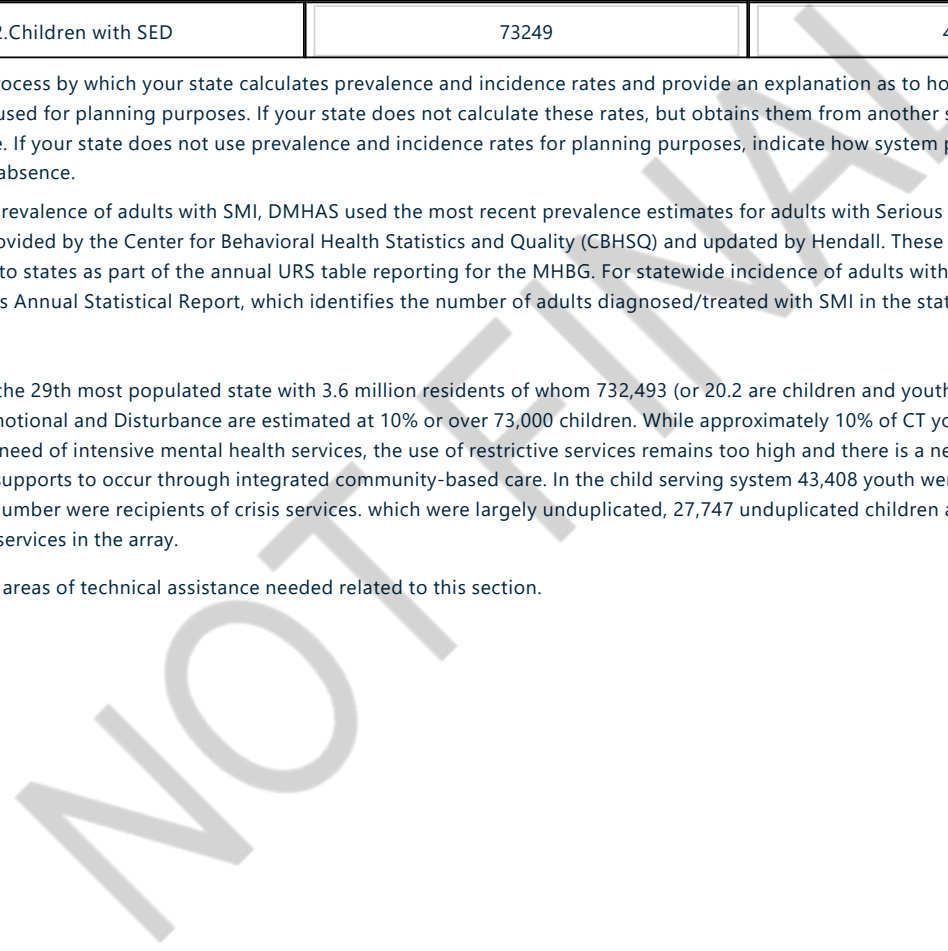 2.Children with SED 73249 4
rocess by which your state calculates prevalence and incidence rates and provide an explanation as to ho
used for planning purposes. If your state does not calculate these rates, but obtains them from another s
e. If your state does not use prevalence and incidence rates for planning purposes, indicate how system p
absence.
revalence of adults with SMI, DMHAS used the most recent prevalence estimates for adults with Serious
ovided by the Center for Behavioral Health Statistics and Quality (CBHSQ) and updated by Hendall. These
to states as part of the annual URS table reporting for the MHBG. For statewide incidence of adults with
s Annual Statistical Report, which identifies the number of adults diagnosed/treated with SMI in the stat
the 29th most populated state with 3.6 million residents of whom 732,493 (or 20.2 are children and youth
notional and Disturbance are estimated at 10% or over 73,000 children. While approximately 10% of CT yo
need of intensive mental health services, the use of restrictive services remains too high and there is a ne
supports to occur through integrated community-based care. In the child serving system 43,408 youth wer
umber were recipients of crisis services. which were largely unduplicated, 27,747 unduplicated children a
services in the array.
areas of technical assistance needed related to this section.
NOT FINAL